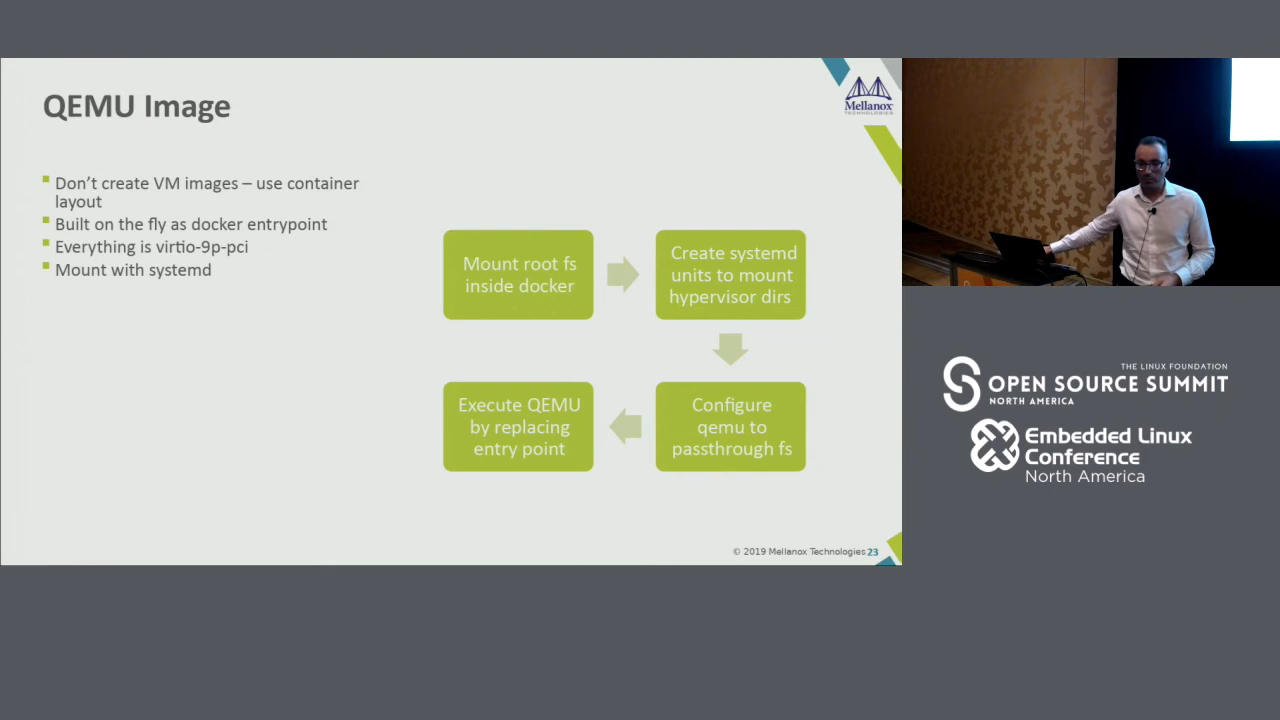 QEMU Image
Mellanox
TECHNOLOGIES
Don't create VM images – use container
layout
Built on the fly as docker entrypoint
Everything is virtio-9p-pci
Mount with systemd
Mount root fs
inside docker
Create systemd
units to mount
hypervisor dirs
Configure
qemu to
passthrough fs
Execute QEMU
by replacing
entry point
© 2019 Mellanox Technologies 23
THE LINUX FOUNDATION
OPEN SOURCE SUMMIT
NORTH AMERICA
Embedded Linux
Conference
North America